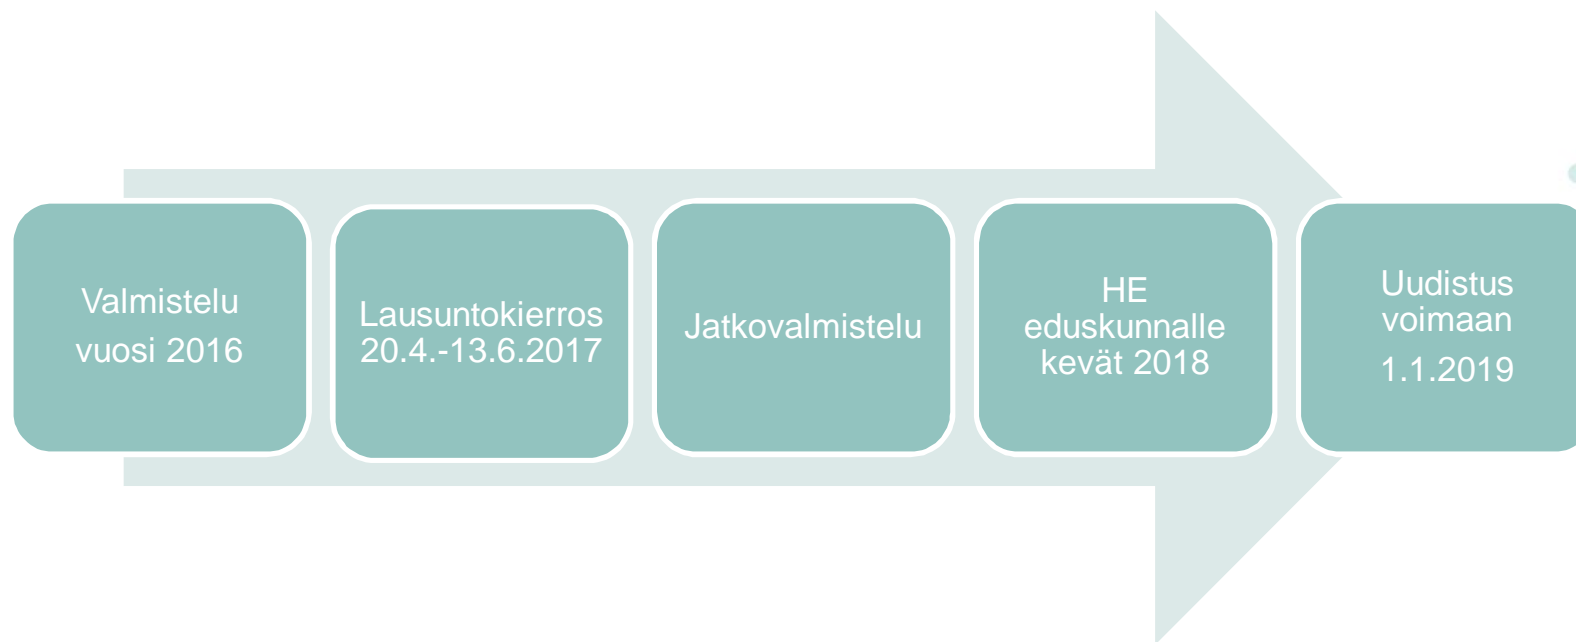 Valmistelu
vuosi 2016
Lausuntokierros
20.4.-13.6.2017
Jatkovalmistelu
HE
eduskunnalle
kevät 2018
Uudistus
voimaan
1.1.2019